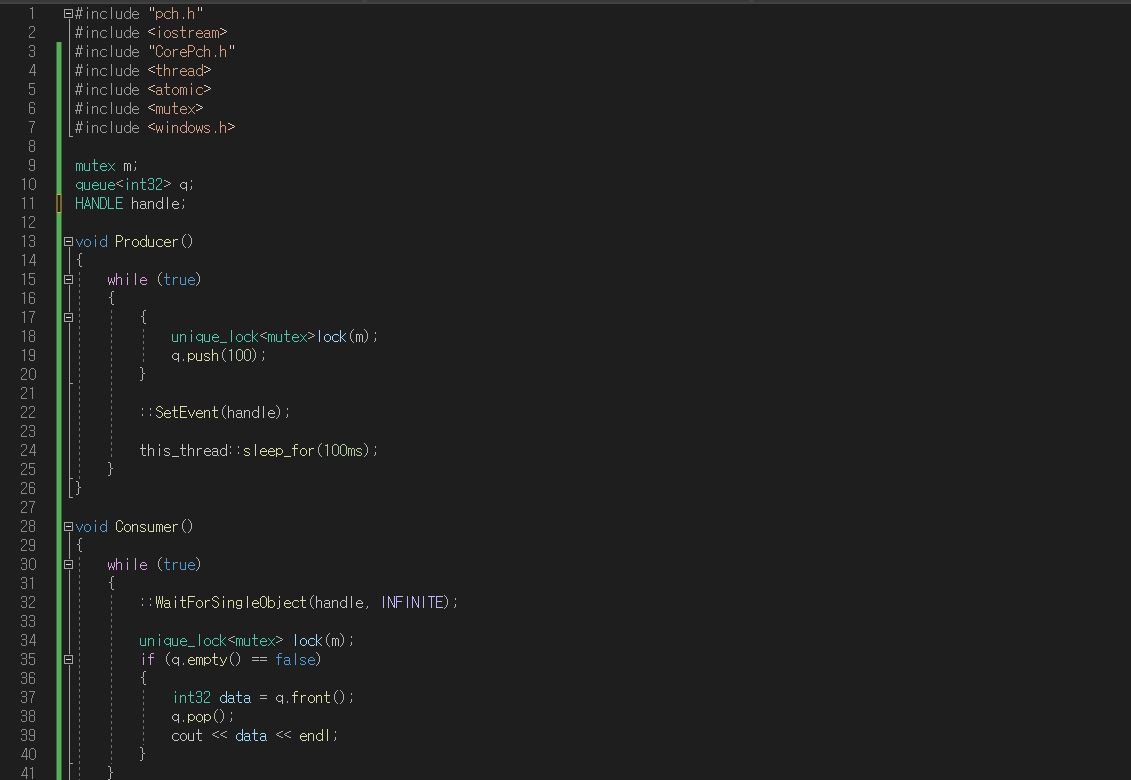 1 #include "pch.h"
2 #include <iostream>
3 #include "CorePch.h"
4 #include <thread>
5 #include <atomic>
6 #include <mutex>
7 #include <windows.h>
8
9 mutex m;
10 queue<int32> q;
11 HANDLE handle;
12
13 void Producer()
14 {
15     while (true)
16     {
17         {
18             unique_lock<mutex>lock(m);
19             q.push(100);
20         }
21
22         ::SetEvent(handle);
23
24         this_thread::sleep_for(100ms);
25     }
26 }
27
28 void Consumer()
29 {
30     while (true)
31     {
32         ::WaitForSingleObject(handle, INFINITE);
33
34         unique_lock<mutex> lock(m);
35         if (q.empty() == false)
36         {
37             int32 data = q.front();
38             q.pop();
39             cout << data << endl;
40         }
41     }